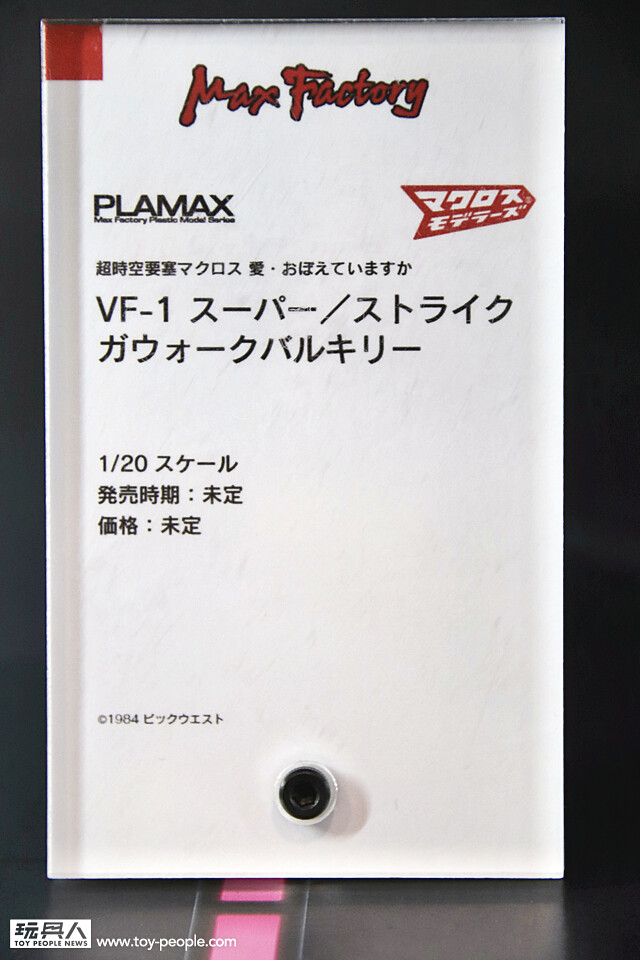 Max Factory
PLAMAX
Max Factory Plastic Model Series
マクロス
モデラーズ
超時空要塞マクロス 愛・おぼえていますか
VF-1 スーパー／ストライク
ガウォークバルキリー
1/20 スケール
発売時期：未定
価格：未定
©1984 ビックウエスト
玩具人
TOY PEOPLE NEWS
www.toy-people.com